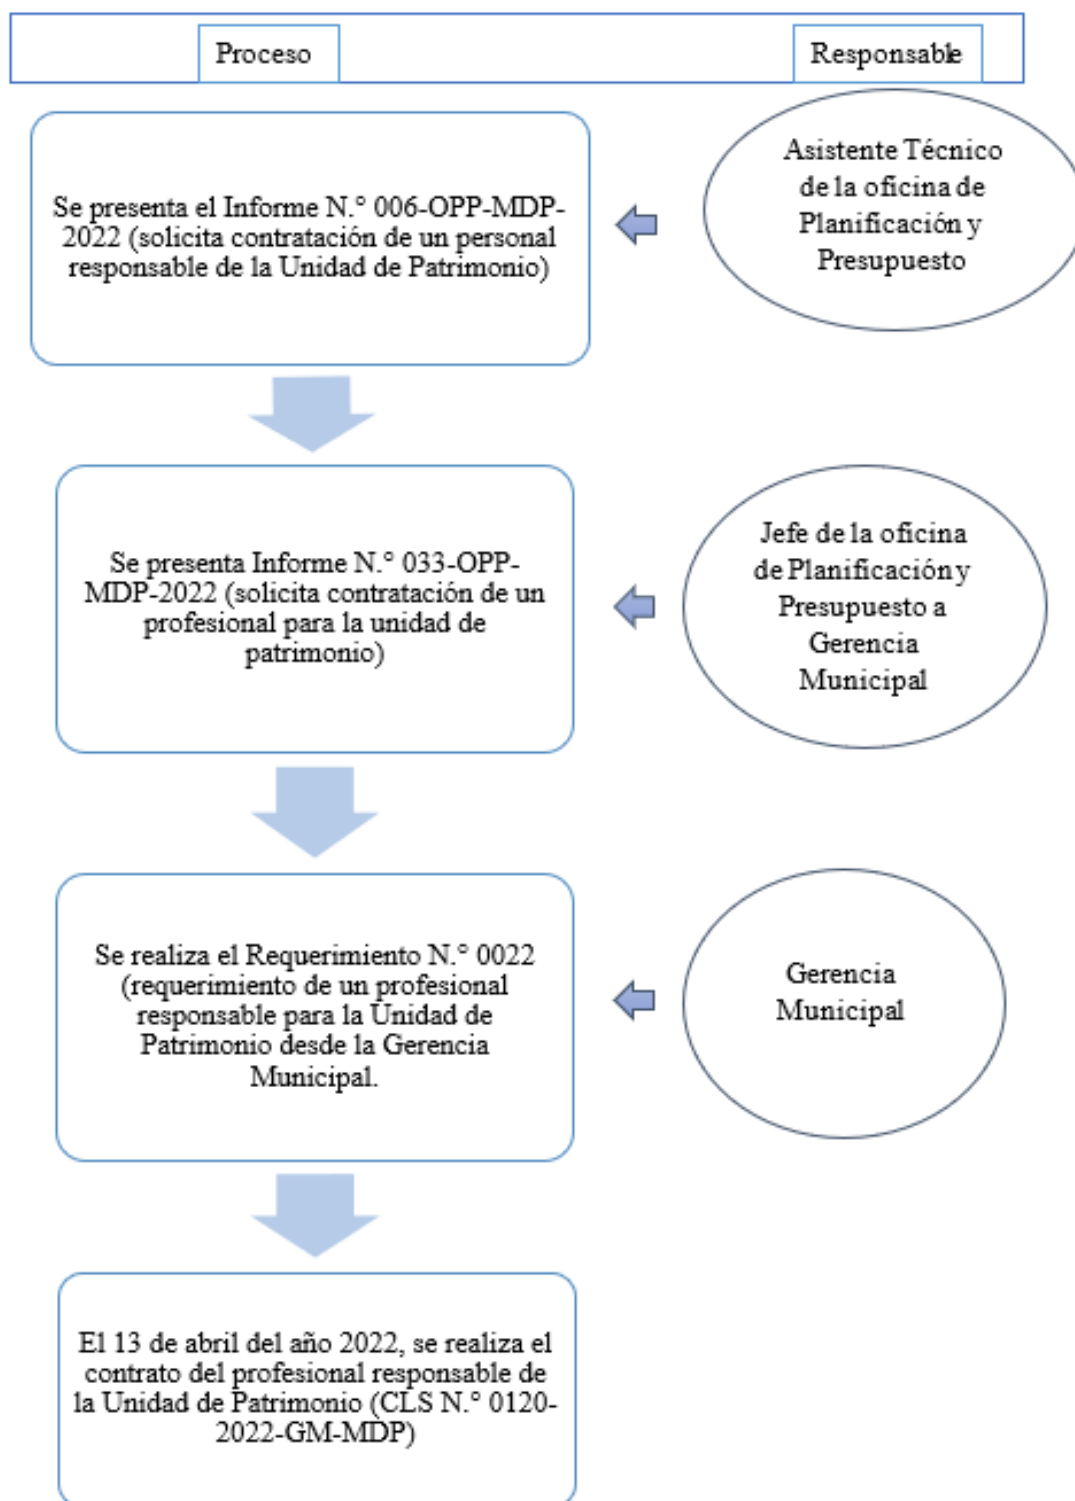 Proceso
Responsable
Se presenta el Informe N.° 006-OPP-MDP-
2022 (solicita contratación de un personal
responsable de la Unidad de Patrimonio)
Asistente Técnico
de la oficina de
Planificación y
Presupuesto
Se presenta Informe N.° 033-OPP-
MDP-2022 (solicita contratación de un
profesional para la unidad de
patrimonio)
Jefe de la oficina
de Planificación y
Presupuesto a
Gerencia
Municipal
Se realiza el Requerimiento N.° 0022
(requerimiento de un profesional
responsable para la Unidad de
Patrimonio desde la Gerencia
Municipal.
Gerencia
Municipal
El 13 de abril del año 2022, se realiza el
contrato del profesional responsable de
la Unidad de Patrimonio (CLS N.° 0120-
2022-GM-MDP)